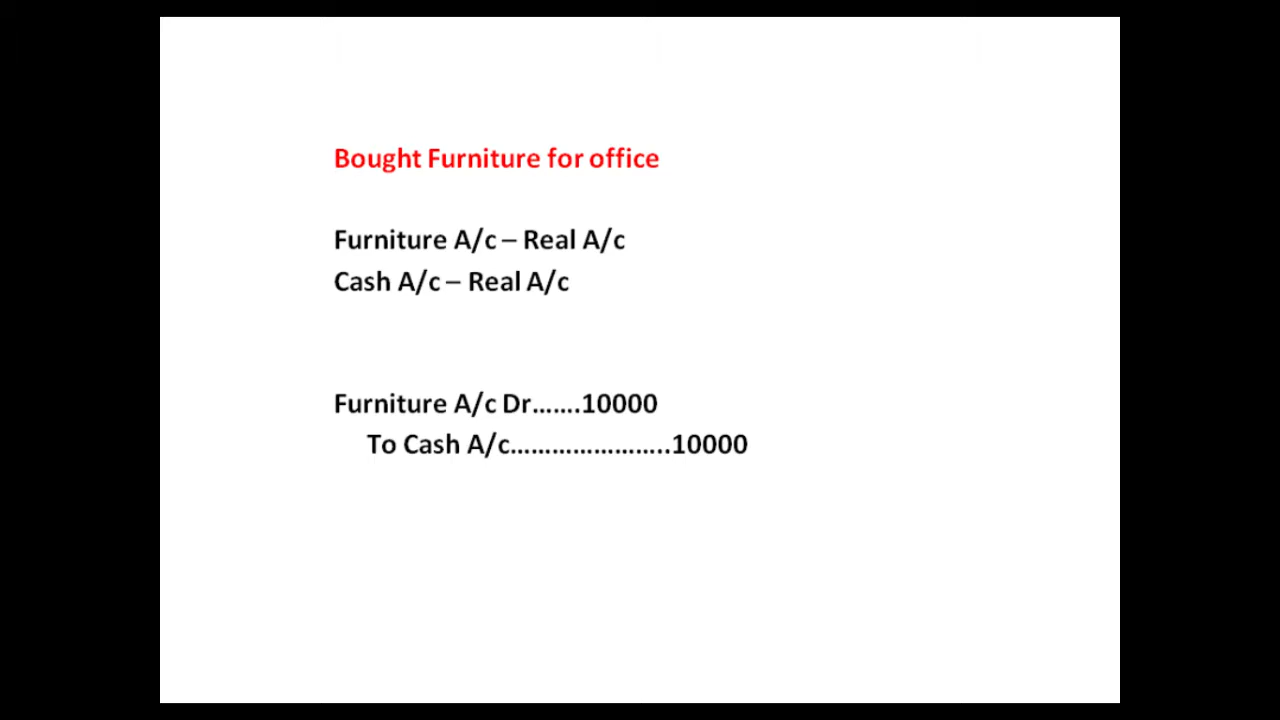 Bought Furniture for office
Furniture A/c – Real A/c
Cash A/c – Real A/c
Furniture A/c Dr…….10000
To Cash A/c…………………..10000